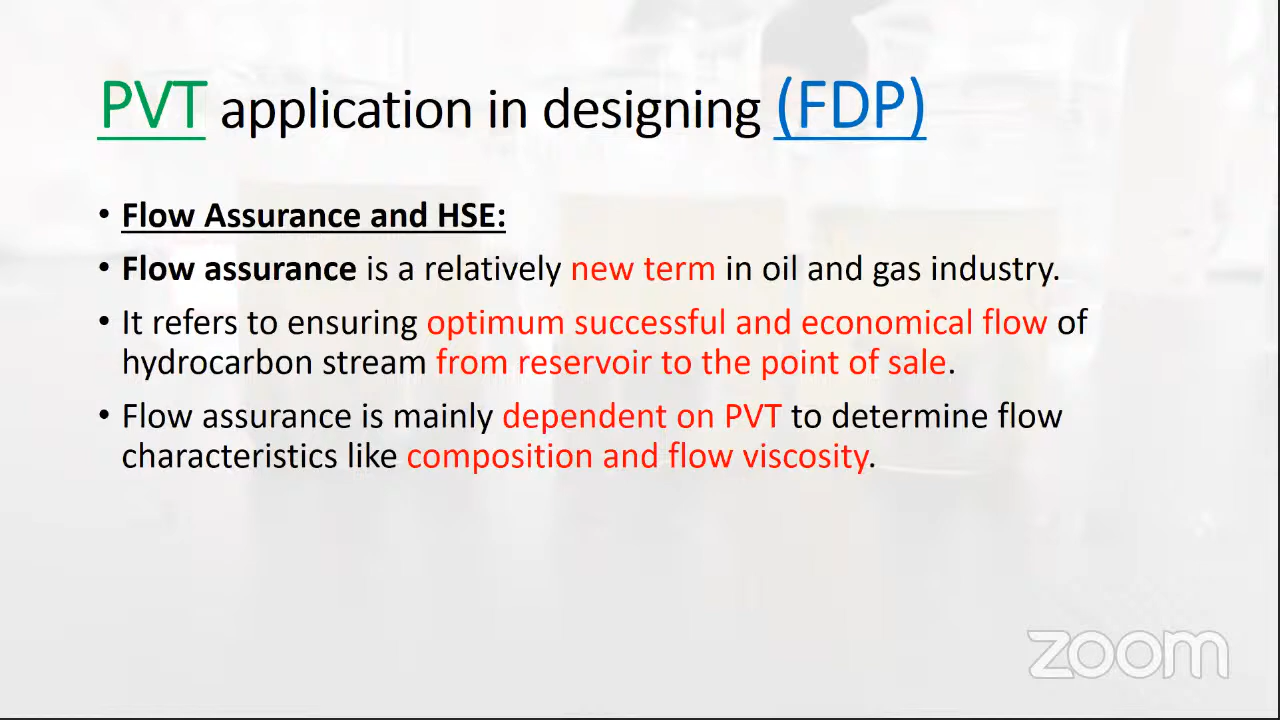 PVT application in designing (FDP)
• Flow Assurance and HSE:
• Flow assurance is a relatively new term in oil and gas industry.
• It refers to ensuring optimum successful and economical flow of
hydrocarbon stream from reservoir to the point of sale.
• Flow assurance is mainly dependent on PVT to determine flow
characteristics like composition and flow viscosity.
zoom